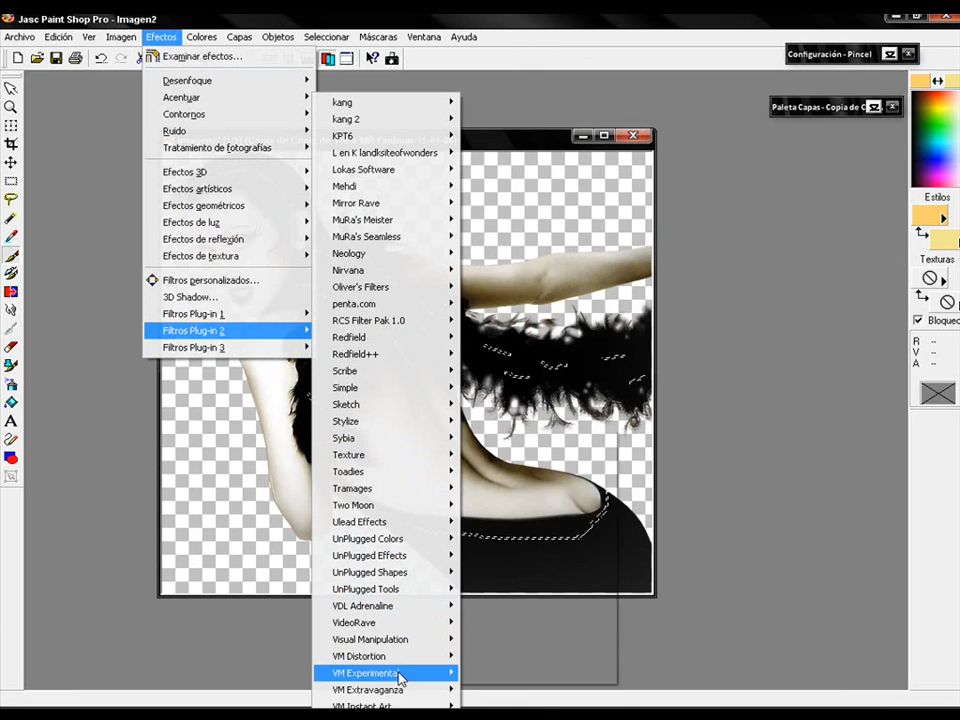 Jasc Paint Shop Pro - Imagen2
Archivo Edición Ver Imagen Efectos Colores Capas Objetos Seleccionar Máscaras Ventana Ayuda
Examinar efectos...
Desenfoque
Acentuar
Contornos
Ruido
Tratamiento de fotografías
Efectos 3D
Efectos artísticos
Efectos geométricos
Efectos de luz
Efectos de reflexión
Efectos de textura
Filtros personalizados...
3D Shadow...
Filtros Plug-in 1
Filtros Plug-in 2
Filtros Plug-in 3
kang
kang 2
KPT6
L en K landksiteofwonders
Lokas Software
Mehdi
Mirror Rave
MuRa's Meister
MuRa's Seamless
Neology
Nirvana
Oliver's Filters
penta.com
RCS Filter Pak 1.0
Redfield
Redfield++
Scribe
Simple
Sketch
Stylize
Sybia
Texture
Toadies
Tramages
Two Moon
Ulead Effects
UnPlugged Colors
UnPlugged Effects
UnPlugged Shapes
UnPlugged Tools
VDL Adrenaline
VideoRave
Visual Manipulation
VM Distortion
VM Experimental
VM Extravaganza
VM Instant Art
Configuración - Pincel
Paleta Capas - Copia de C
Estilos
Texturas
Bloqueo
R --
V --
A --